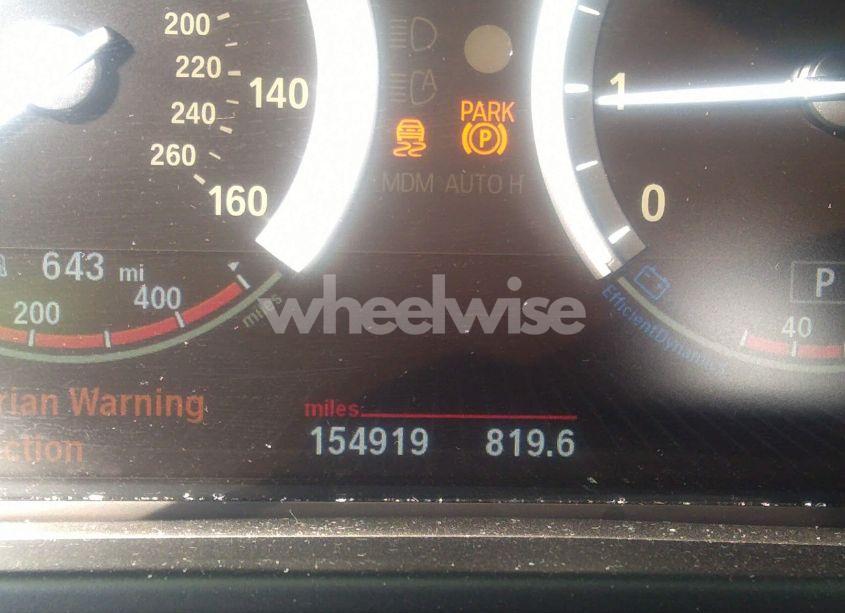 200
220
140
240
260
160
PARK
P
A
MDM AUTO H
1
0
643 mi
200
400
miles
EfficientDynamics
P
40
wheelwise
rian Warning
ction
miles
154919 819.6